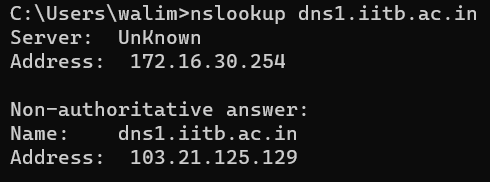 C:\Users\walim>nslookup dns1.iitb.ac.in
Server:  UnKnown
Address:  172.16.30.254

Non-authoritative answer:
Name:    dns1.iitb.ac.in
Address:  103.21.125.129